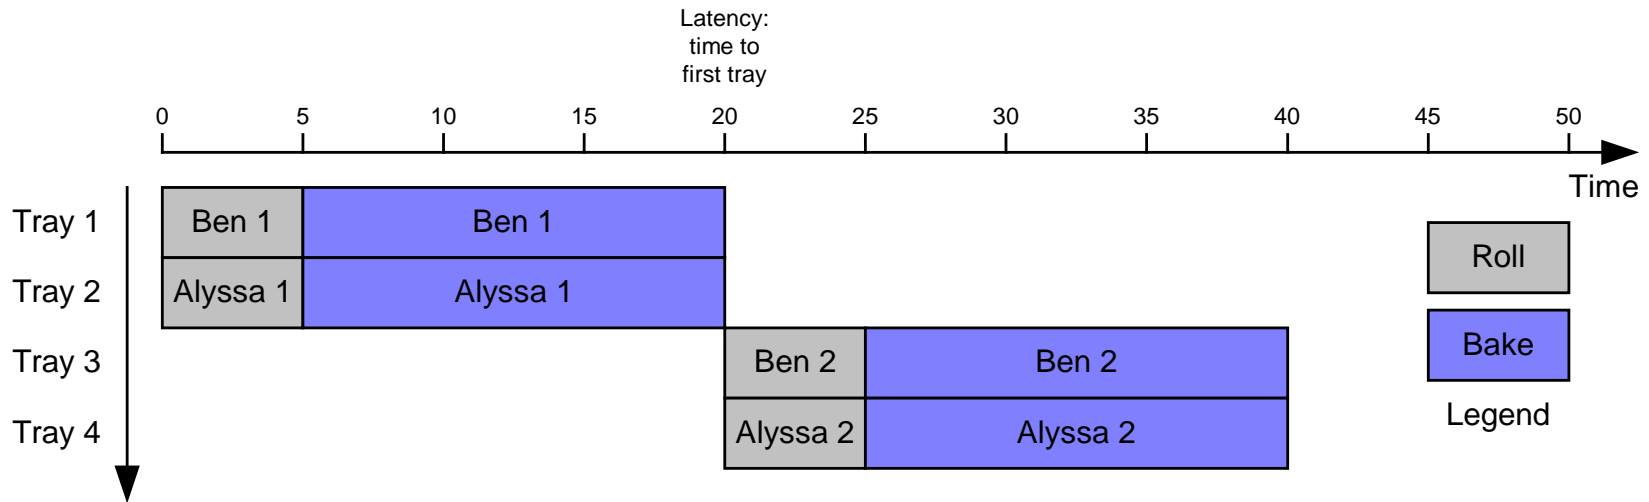 Latency:
time to
first tray
0 5 10 15 20 25 30 35 40 45 50
Time
Tray 1 Ben 1 Ben 1
Roll
Tray 2 Alyssa 1 Alyssa 1
Bake
Tray 3 Ben 2 Ben 2
Legend
Tray 4 Alyssa 2 Alyssa 2